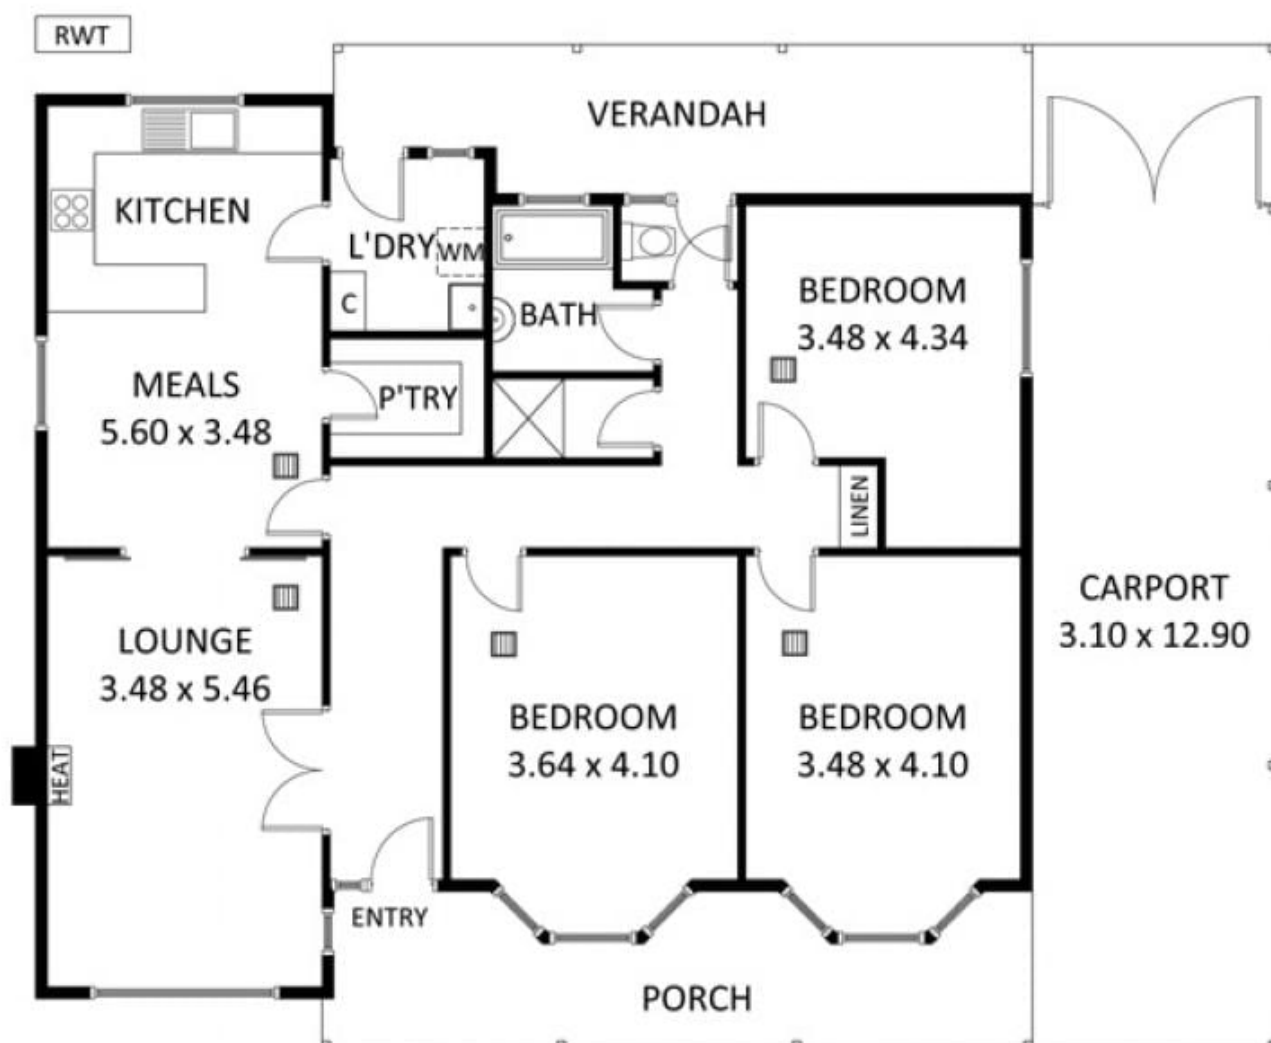 RWT
VERANDAH
KITCHEN
L'DRY
WM
C
BATH
BEDROOM
3.48 x 4.34
MEALS
5.60 x 3.48
P'TRY
LINEN
LOUNGE
3.48 x 5.46
HEAT
BEDROOM
3.64 x 4.10
BEDROOM
3.48 x 4.10
CARPORT
3.10 x 12.90
ENTRY
PORCH